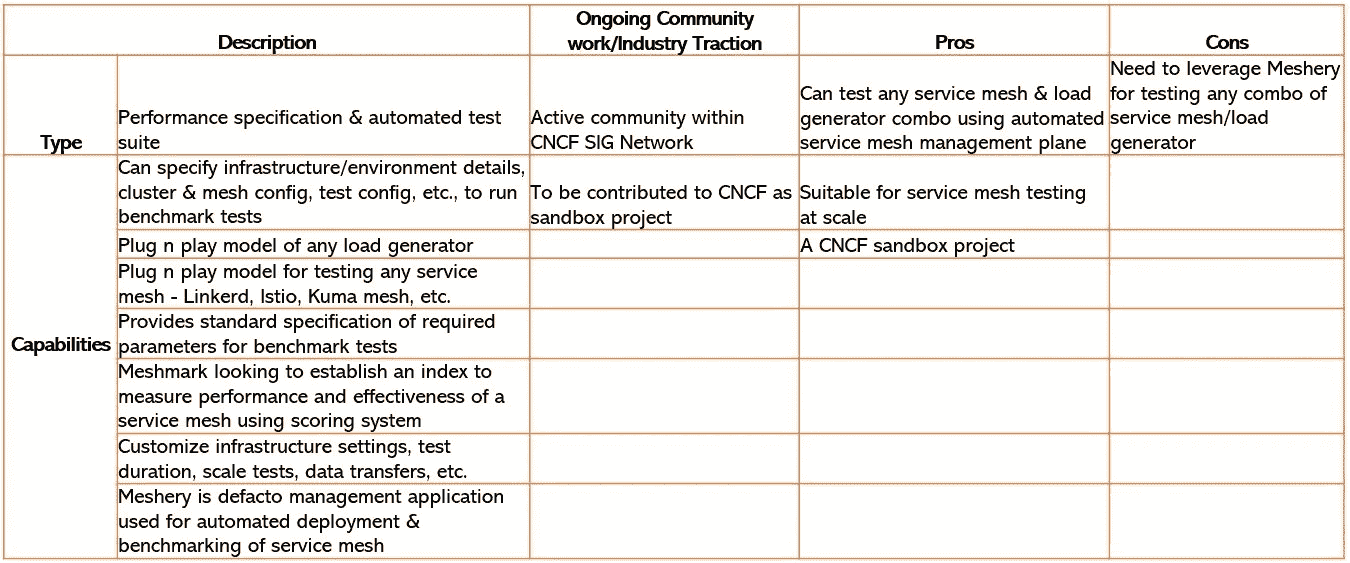 Description
Ongoing Community
work/Industry Traction
Pros
Cons
Type
Performance specification & automated test
suite
Active community within
CNCF SIG Network
Can test any service mesh & load
generator combo using automated
service mesh management plane
Need to leverage Meshery
for testing any combo of
service mesh/load
generator
Capabilities
Can specify infrastructure/environment details,
cluster & mesh config, test config, etc., to run
benchmark tests
To be contributed to CNCF as
sandbox project
Suitable for service mesh testing
at scale
Plug n play model of any load generator
A CNCF sandbox project
Plug n play model for testing any service
mesh - Linkerd, Istio, Kuma mesh, etc.
Provides standard specification of required
parameters for benchmark tests
Meshmark looking to establish an index to
measure performance and effectiveness of a
service mesh using scoring system
Customize infrastructure settings, test
duration, scale tests, data transfers, etc.
Meshery is defacto management application
used for automated deployment &
benchmarking of service mesh